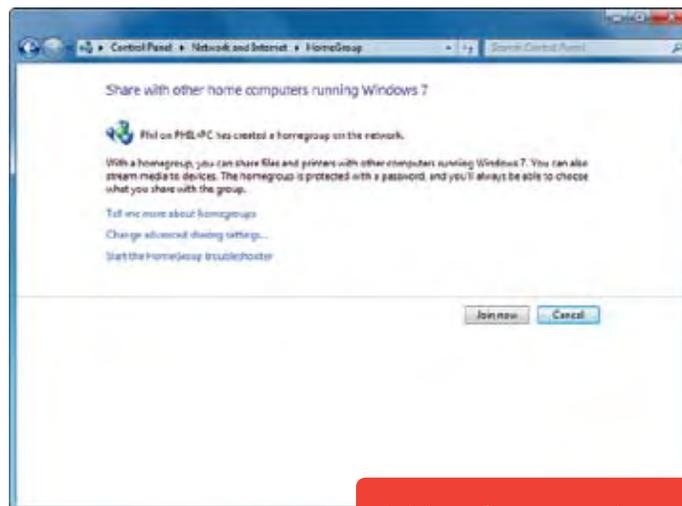 Control Panel ▸ Network and Internet ▸ HomeGroup
Search Control Panel
Share with other home computers running Windows 7
Phil on PHIL-PC has created a homegroup on the network.
With a homegroup, you can share files and printers with other computers running Windows 7. You can also
stream media to devices. The homegroup is protected with a password, and you'll always be able to choose
what you share with the group.
Tell me more about homegroups
Change advanced sharing settings...
Start the HomeGroup troubleshooter
Join now
Cancel